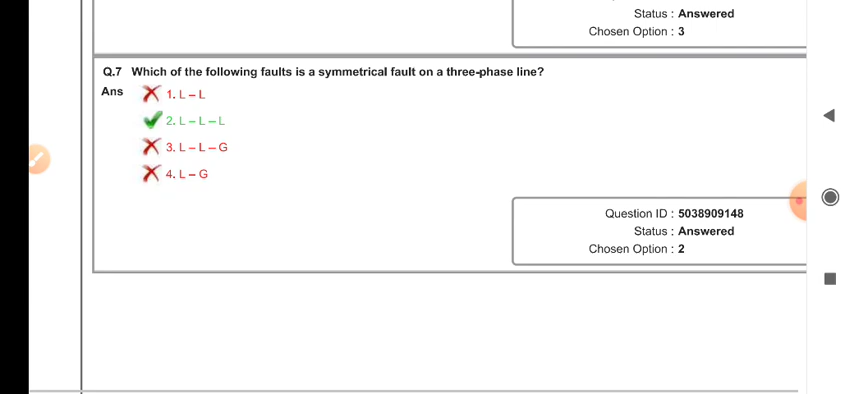 Status : Answered
Chosen Option : 3
Q.7 Which of the following faults is a symmetrical fault on a three-phase line?
Ans 1. L – L
2. L – L – L
3. L – L – G
4. L – G
Question ID : 5038909148
Status : Answered
Chosen Option : 2